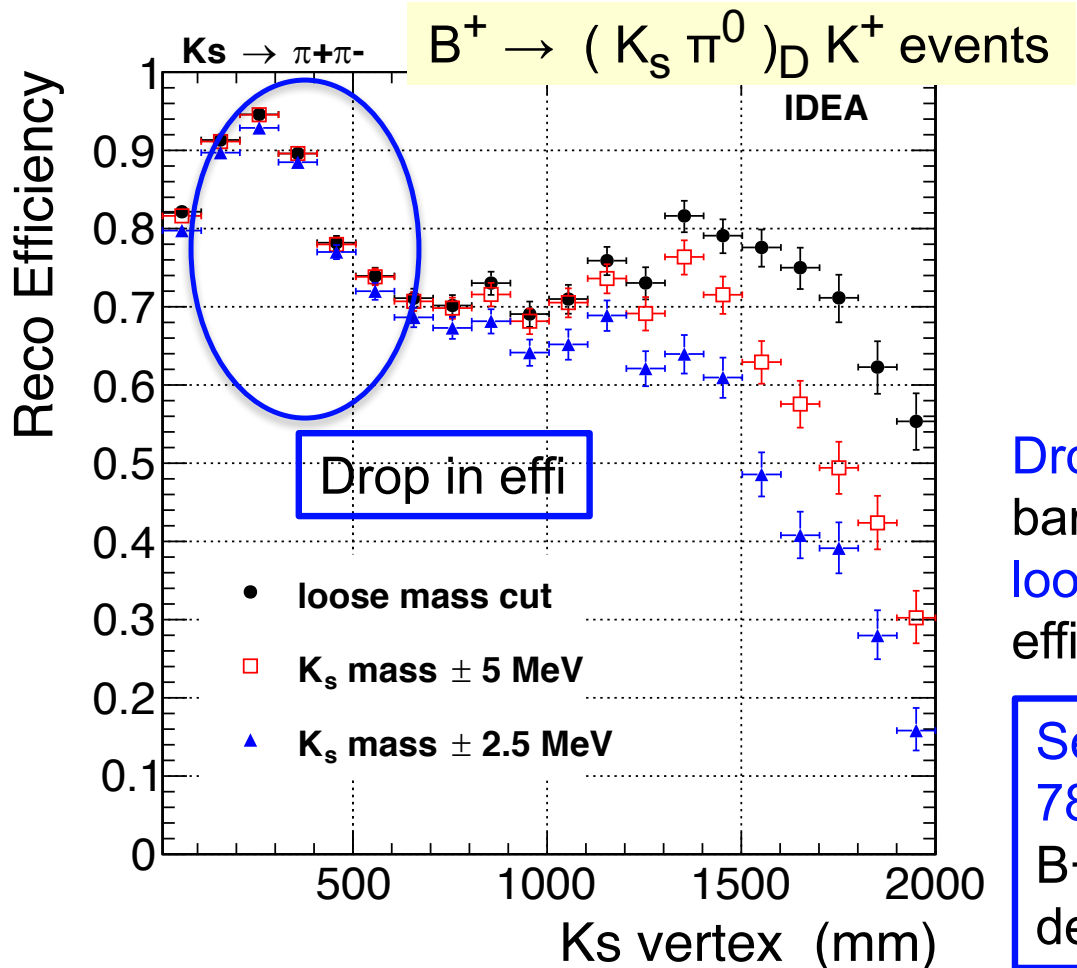 B⁺ → ( Kₛ π⁰ )_D K⁺ events
Ks → π+π-
IDEA
Reco Efficiency
1
0.9
0.8
0.7
0.6
0.5
0.4
0.3
0.2
0.1
0
Drop in effi
loose mass cut
Kₛ mass ± 5 MeV
Kₛ mass ± 2.5 MeV
500 1000 1500 2000
Ks vertex (mm)
Dro
bar
loo
effi
Se
78
B-
de